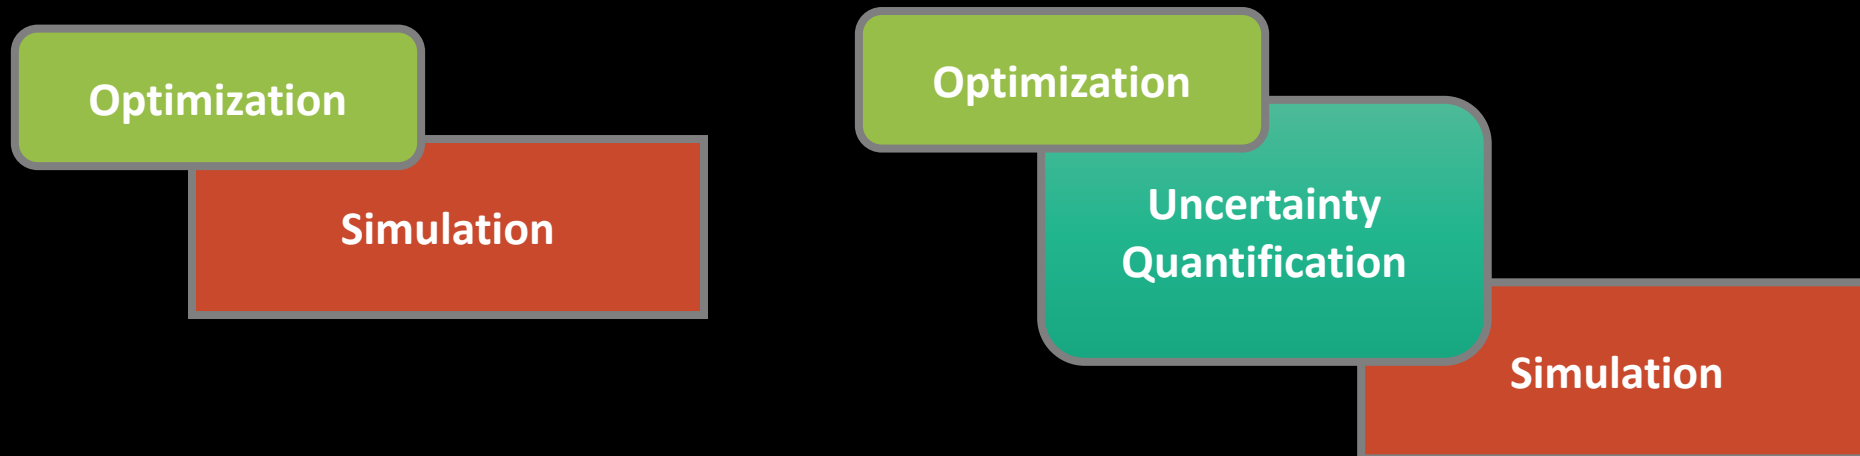 Optimization
Simulation
Optimization
Uncertainty
Quantification
Simulation